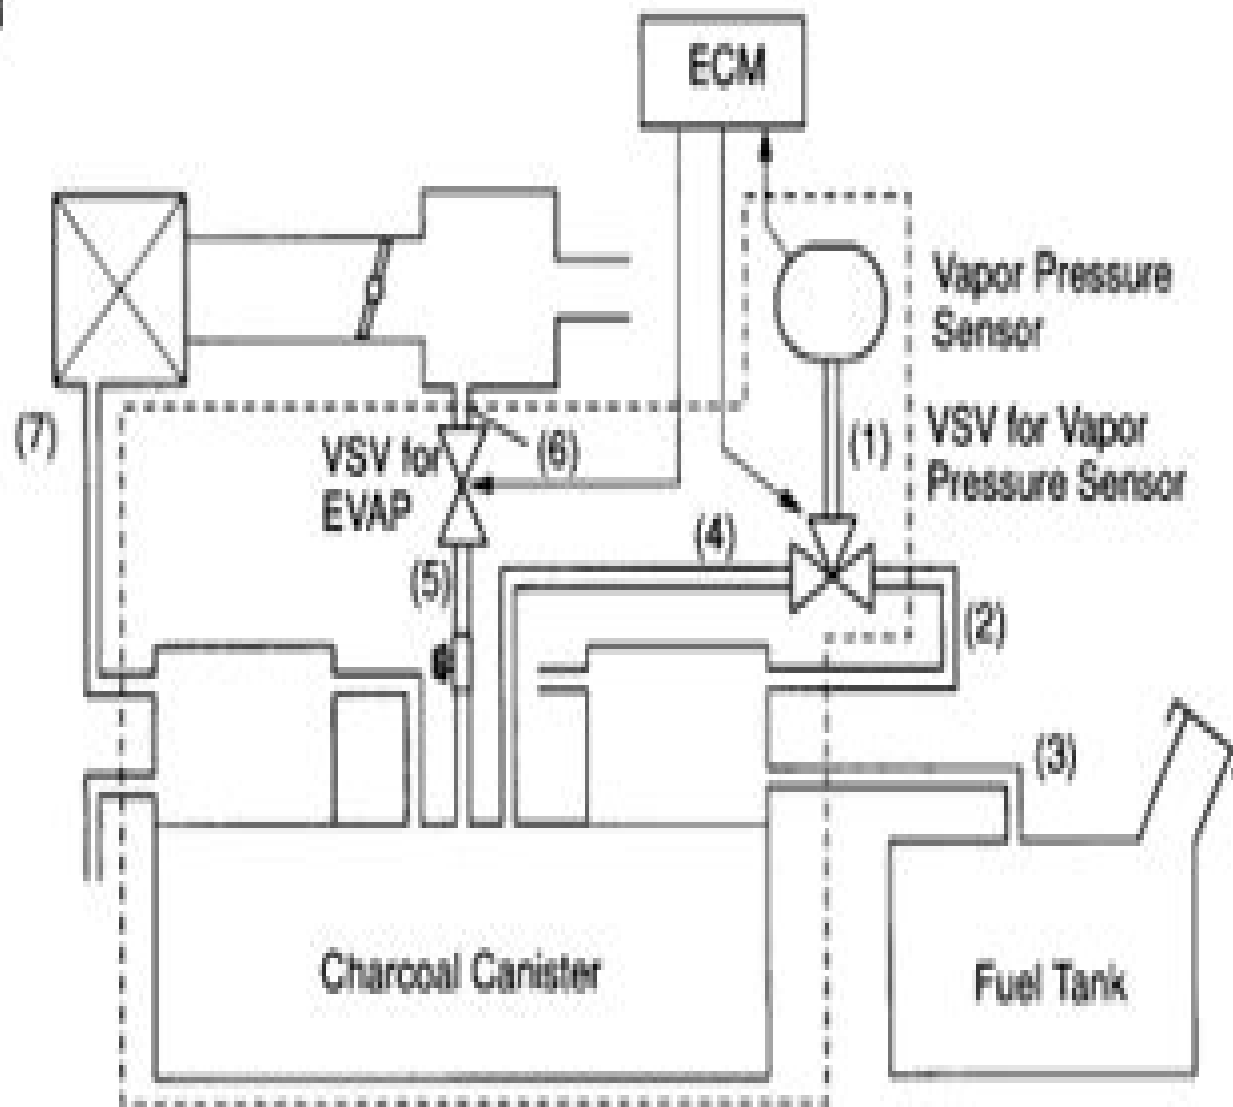 ECM
Vapor Pressure
Sensor
(7)
VSV for
EVAP
(6)
(1)
VSV for Vapor
Pressure Sensor
(4)
(5)
(2)
(3)
Charcoal Canister
Fuel Tank